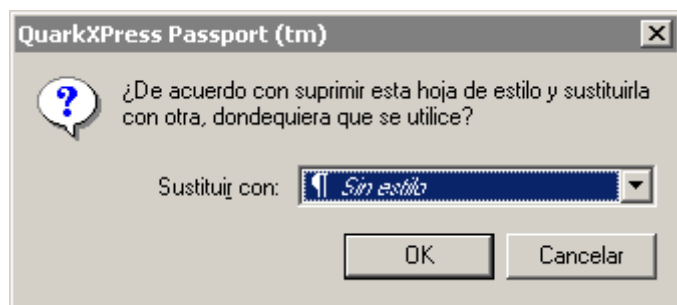 QuarkXPress Passport (tm)
¿De acuerdo con suprimir esta hoja de estilo y sustituirla
con otra, dondequiera que se utilice?
Sustituir con: ¶ Sin estilo
OK Cancelar